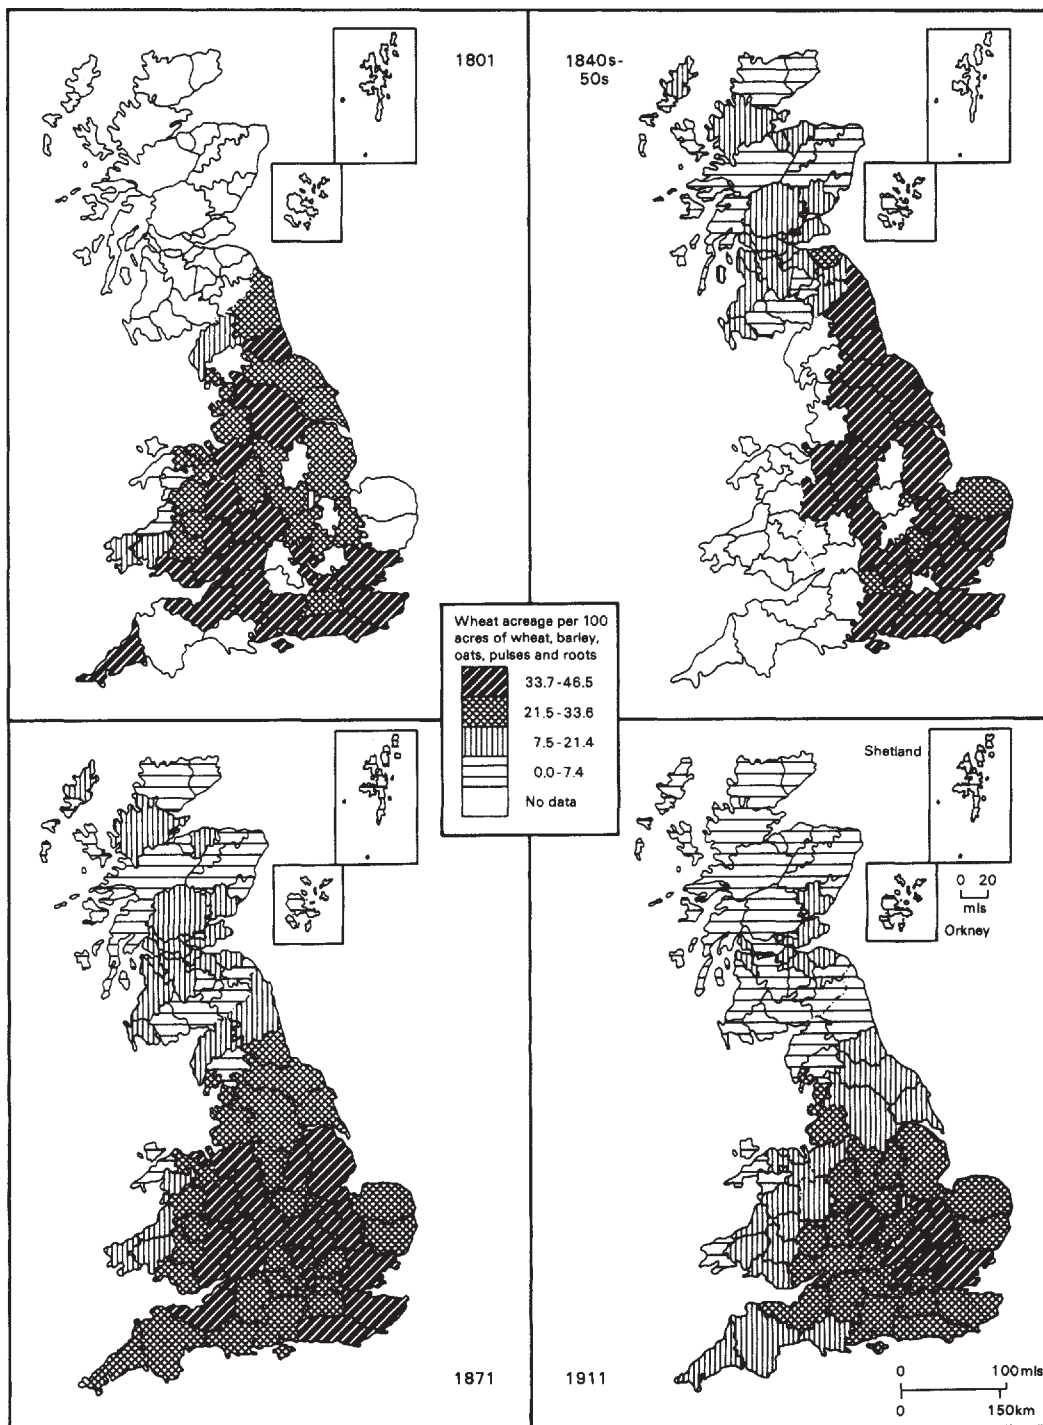 1801
1840s-
50s
Wheat acreage per 100
acres of wheat, barley,
oats, pulses and roots
33.7-46.5
21.5-33.6
7.5-21.4
0.0-7.4
No data
Shetland
0 20
mls
Orkney
1871
1911
0 100mls
0 150km